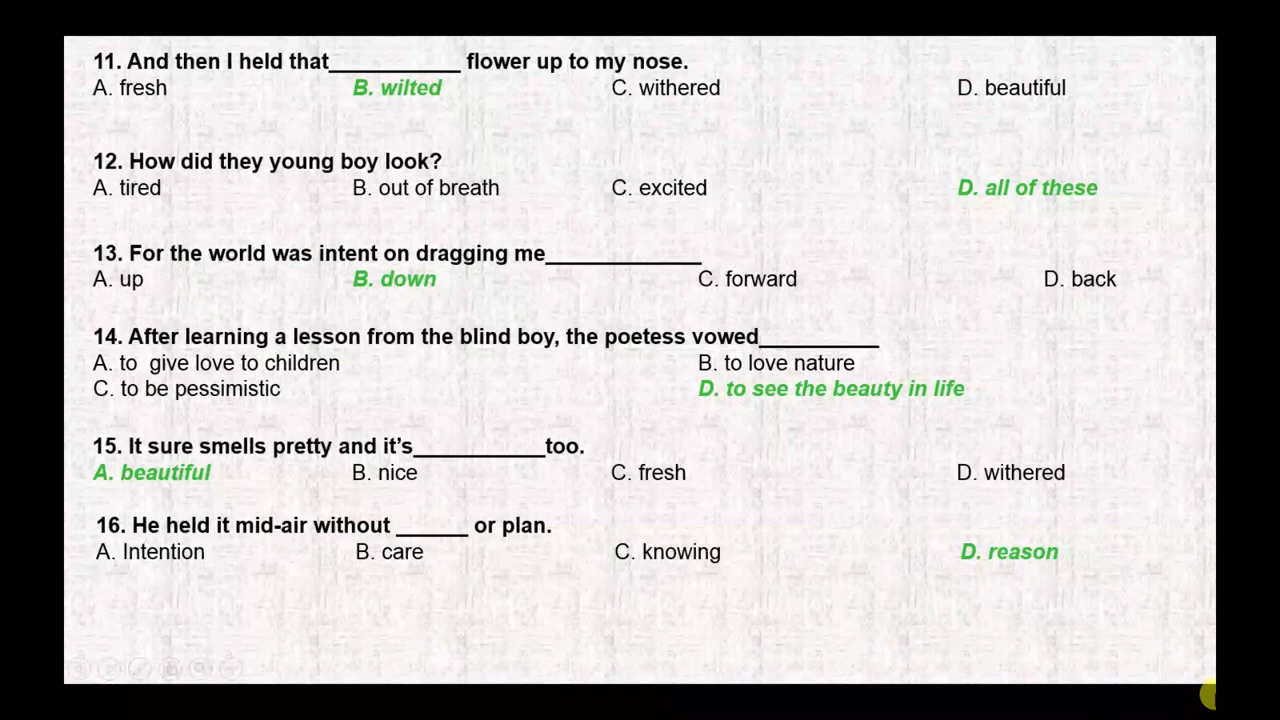 11. And then I held that__________ flower up to my nose.
A. fresh B. wilted C. withered D. beautiful
12. How did they young boy look?
A. tired B. out of breath C. excited D. all of these
13. For the world was intent on dragging me____________
A. up B. down C. forward D. back
14. After learning a lesson from the blind boy, the poetess vowed__________
A. to give love to children B. to love nature
C. to be pessimistic D. to see the beauty in life
15. It sure smells pretty and it’s___________too.
A. beautiful B. nice C. fresh D. withered
16. He held it mid-air without ______ or plan.
A. Intention B. care C. knowing D. reason